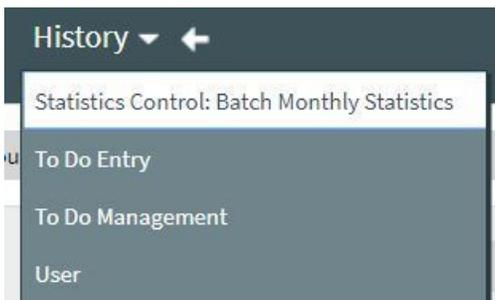 History
Statistics Control: Batch Monthly Statistics
To Do Entry
To Do Management
User